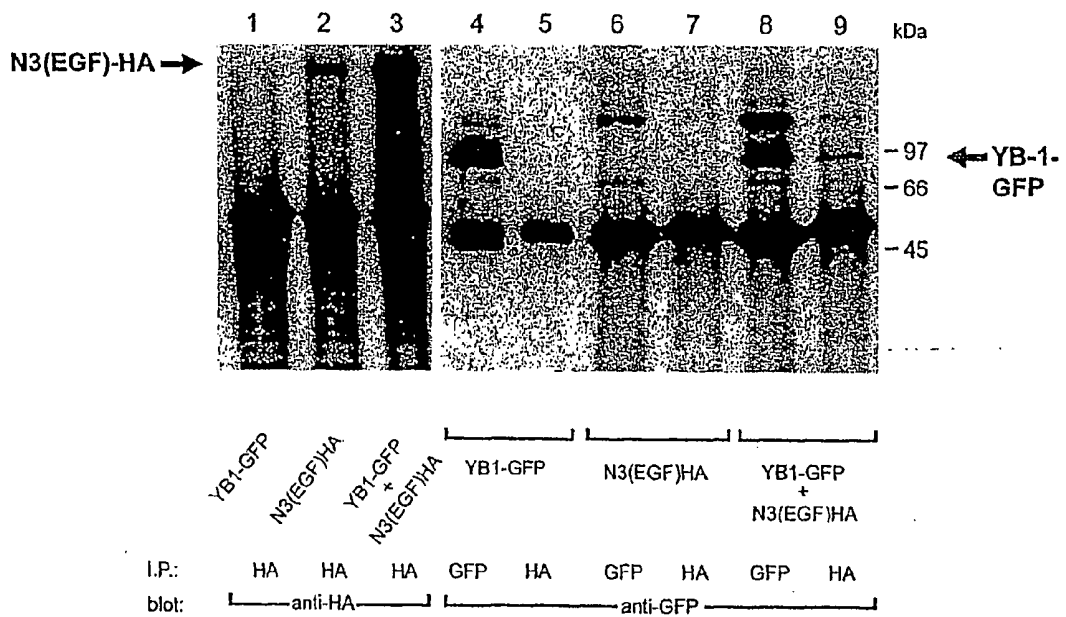 1 2 3 4 5 6 7 8 9 kDa
N3(EGF)-HA
97
YB-1-
GFP
66
45
YB1-GFP
N3(EGF)HA
YB1-GFP
+
N3(EGF)HA
YB1-GFP
N3(EGF)HA
YB1-GFP
+
N3(EGF)HA
I.P.: HA HA HA GFP HA GFP HA GFP HA
blot: anti-HA anti-GFP